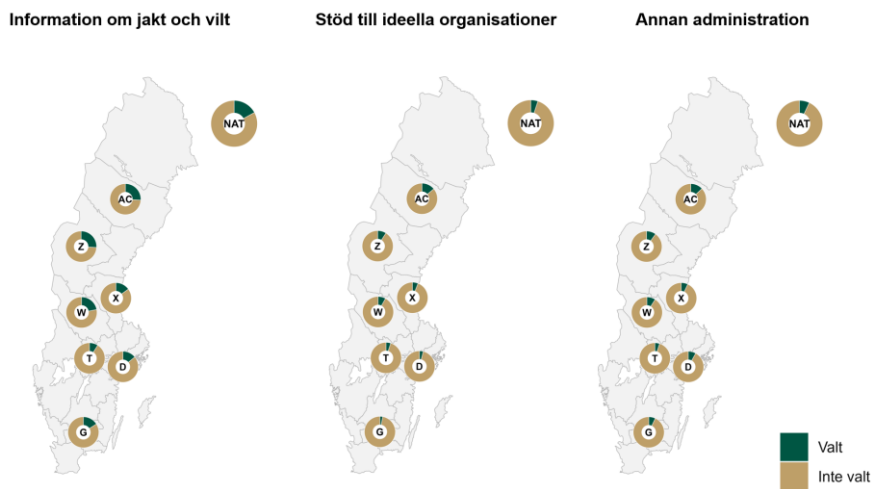 Information om jakt och vilt
Stöd till ideella organisationer
Annan administration
NAT
AC
Z
X
W
T
D
G
NAT
AC
Z
X
W
T
D
G
NAT
AC
Z
X
W
T
D
G
Valt
Inte valt